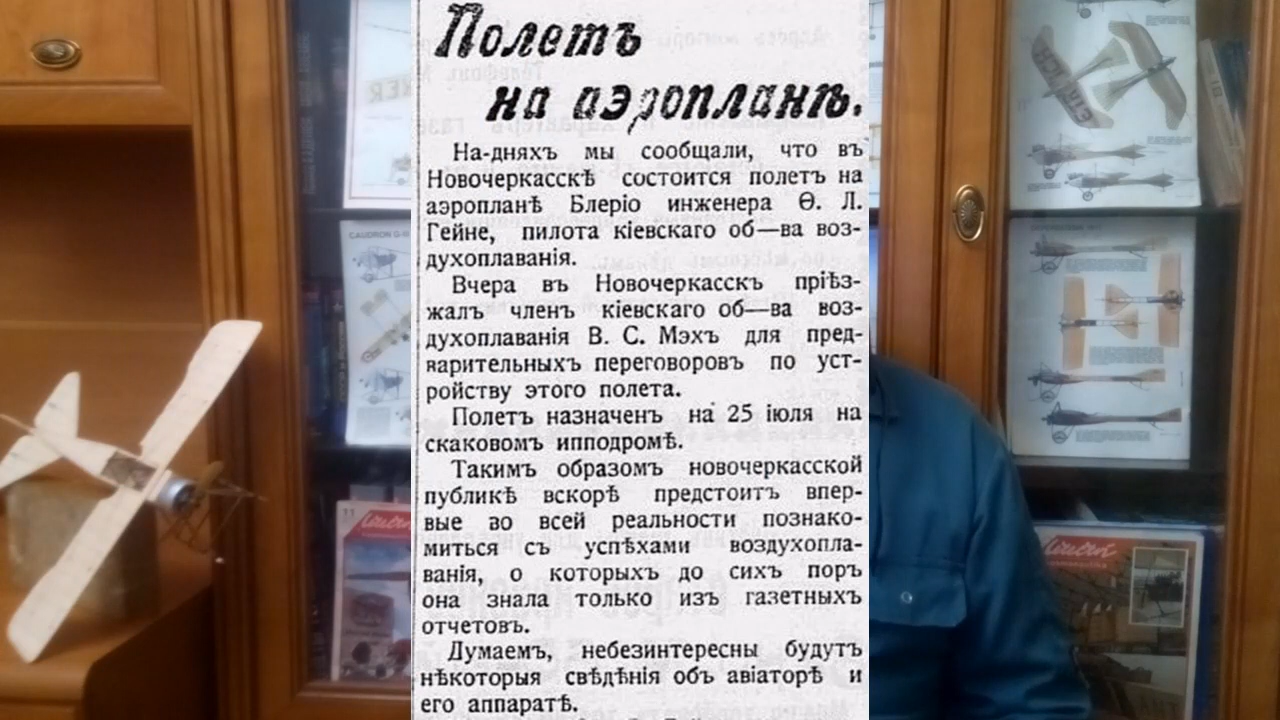 Полетъ
на аэропланѣ.
На-дняхъ мы сообщали, что въ
Новочеркасскѣ состоится полетъ на
аэропланѣ Блеріо инженера Ѳ. Л.
Гейне, пилота кіевскаго об—ва воз-
духоплаванія.
Вчера въ Новочеркасскъ пріѣз-
жалъ членъ кіевскаго об—ва воз-
духоплаванія В. С. Мэхъ для пред-
варительныхъ переговоровъ по уст-
ройству этого полета.
Полетъ назначенъ на 25 іюля на
скаковомъ ипподромѣ.
Такимъ образомъ новочеркасской
публикѣ вскорѣ предстоитъ впер-
вые во всей реальности познако-
миться съ успѣхами воздухопла-
ванія, о которыхъ до сихъ поръ
она знала только изъ газетныхъ
отчетовъ.
Думаемъ, небезинтересны будутъ
нѣкоторыя свѣдѣнія объ авіаторѣ и
его аппаратѣ.
CAUDRON G-III
11